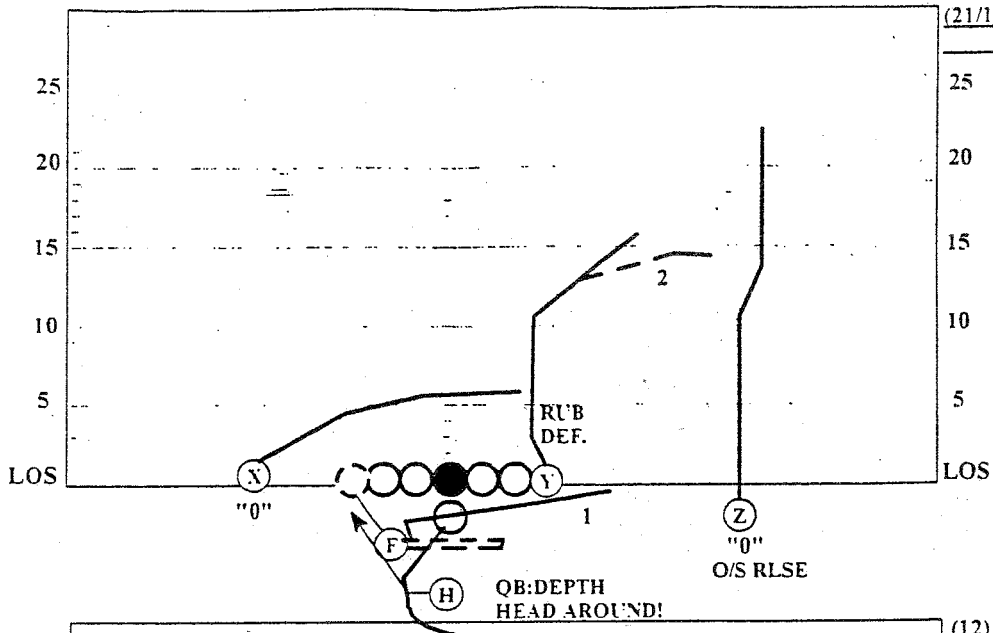 (21/1
25 25
20 20
15 15
2
10 10
5 5
RUB
DEF.
LOS X Y LOS
"0" 1 Z
F "0"
O/S RLSE
H QB:DEPTH
HEAD AROUND!
(12)